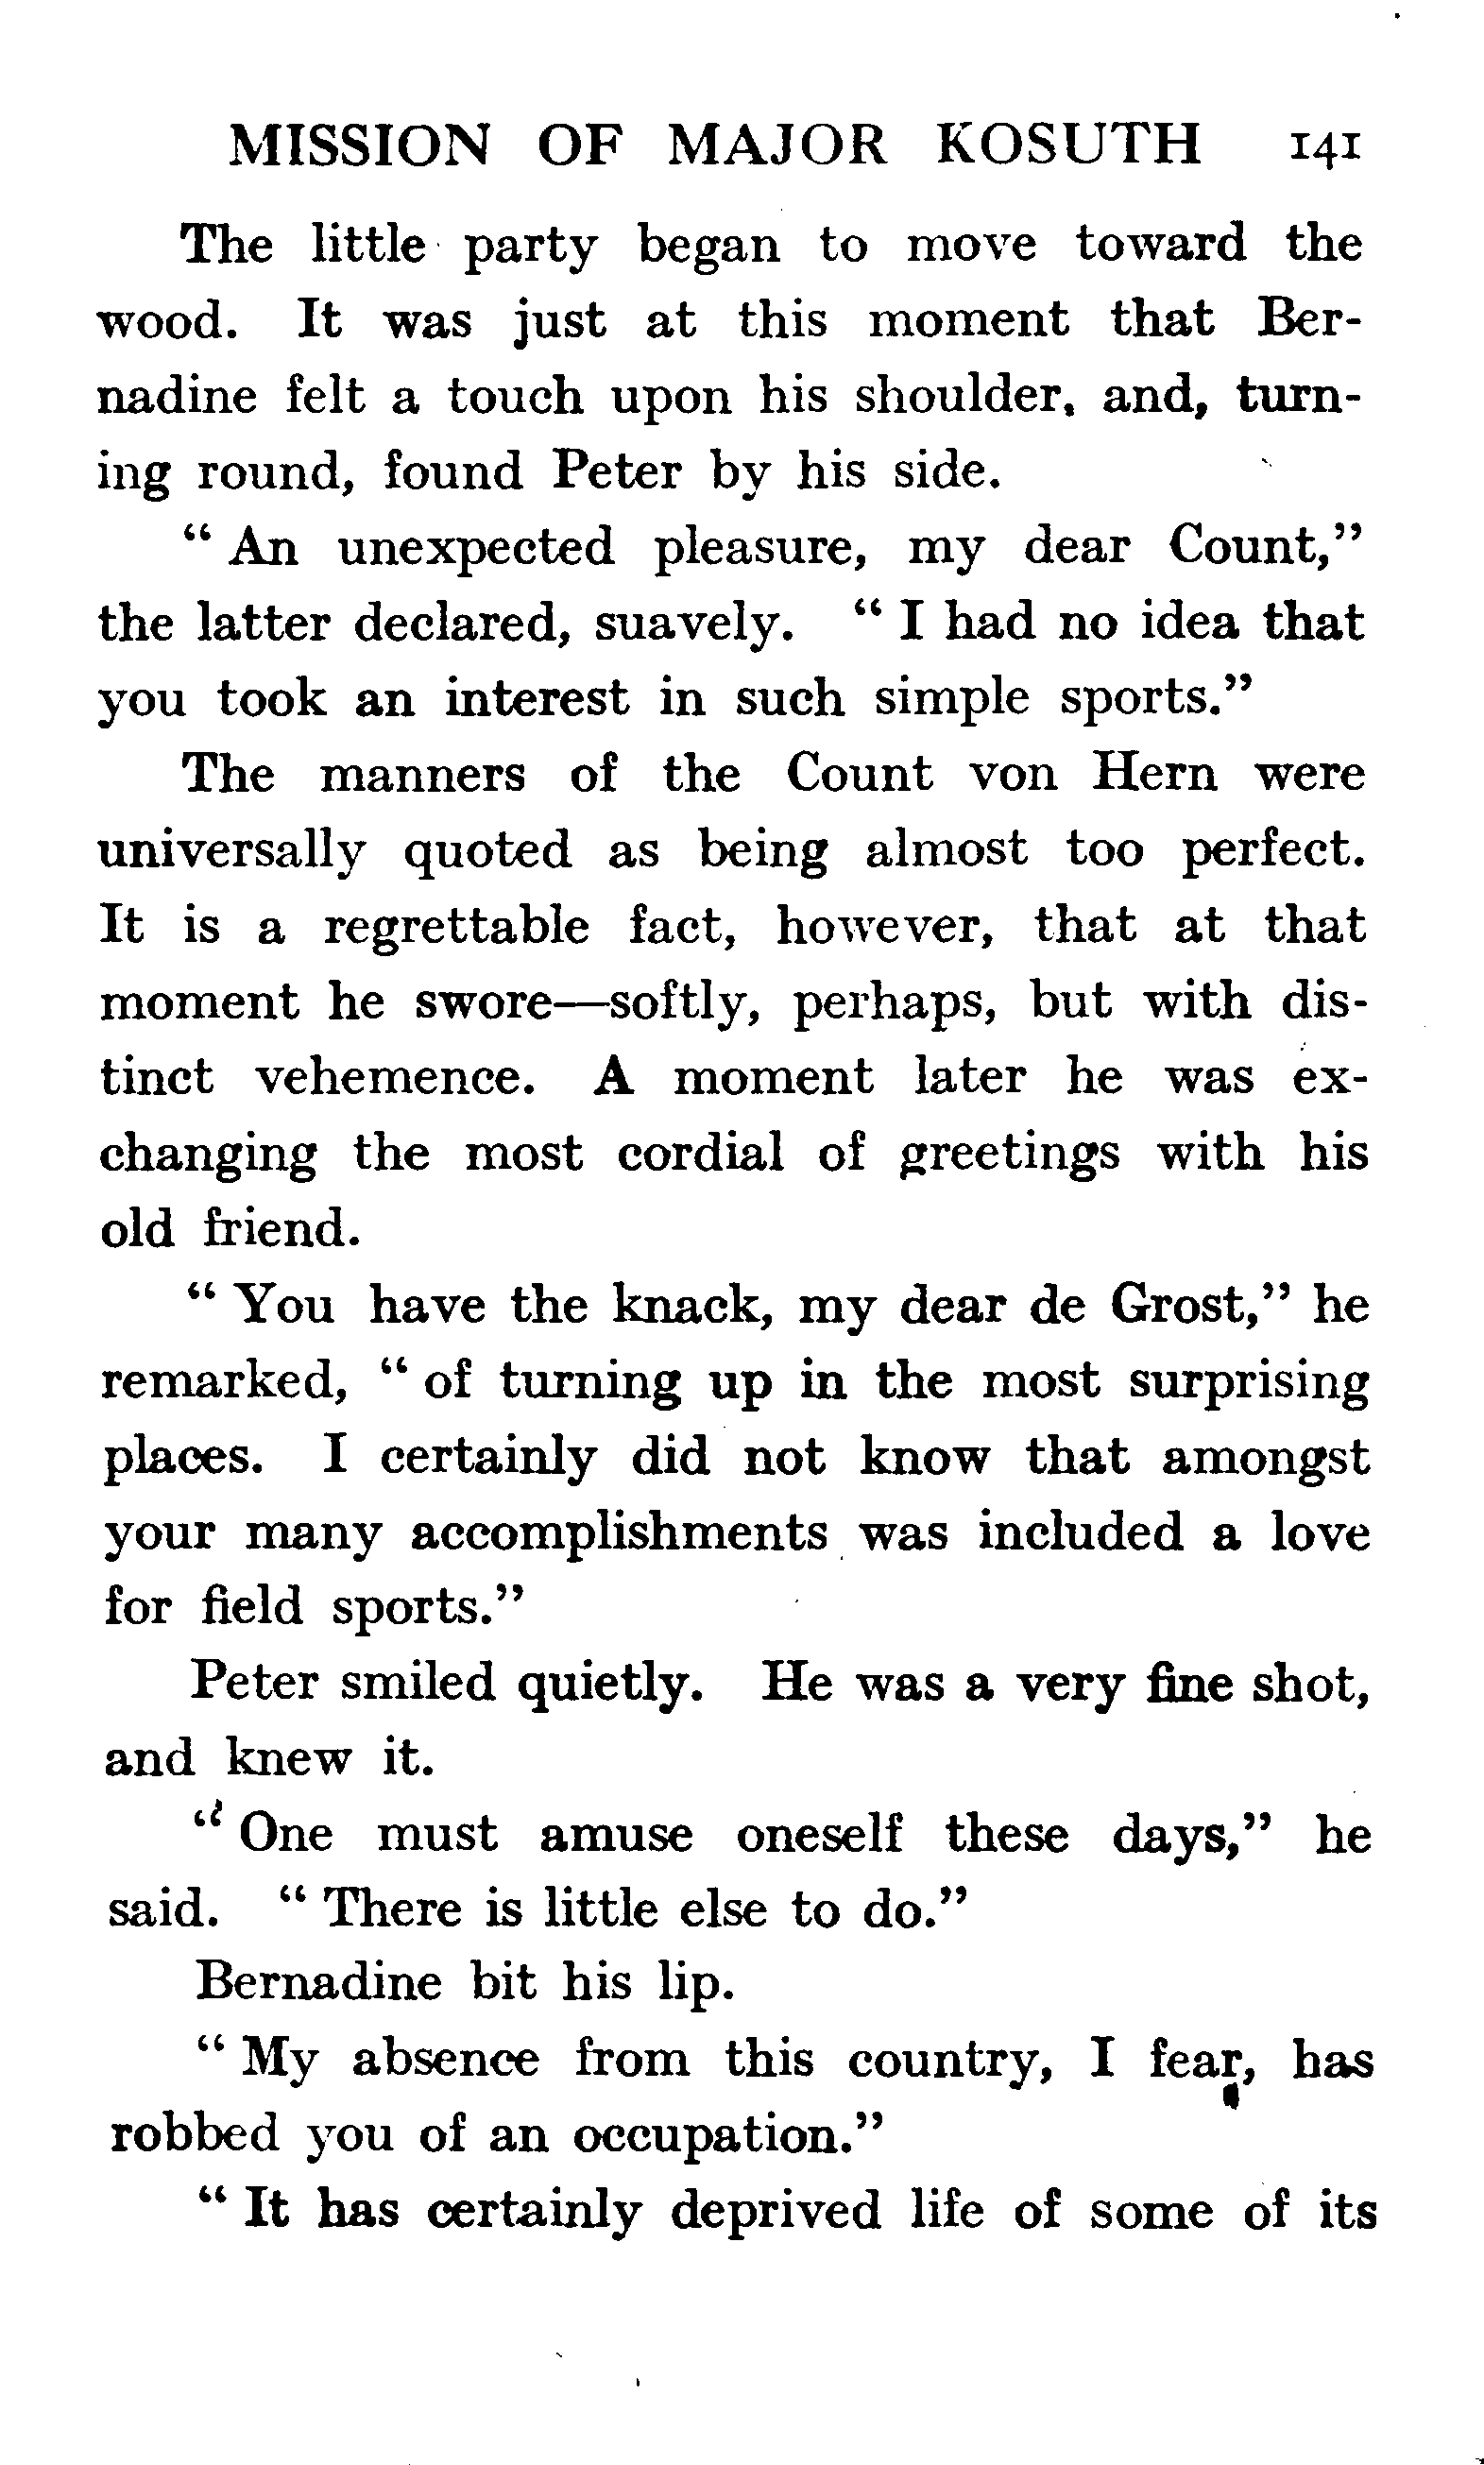 MISSION OF MAJOR KOSUTH 141
The little party began to move toward the
wood. It was just at this moment that Ber-
nadine felt a touch upon his shoulder, and, turn-
ing round, found Peter by his side.
“ An unexpected pleasure, my dear Count,”
the latter declared, suavely. “ I had no idea that
you took an interest in such simple sports.”
The manners of the Count von Hern were
universally quoted as being almost too perfect.
It is a regrettable fact, however, that at that
moment he swore—softly, perhaps, but with dis-
tinct vehemence. A moment later he was ex-
changing the most cordial of greetings with his
old friend.
“ You have the knack, my dear de Grost,” he
remarked, “ of turning up in the most surprising
places. I certainly did not know that amongst
your many accomplishments was included a love
for field sports.”
Peter smiled quietly. He was a very fine shot,
and knew it.
“ One must amuse oneself these days,” he
said. “ There is little else to do.”
Bernadine bit his lip.
“ My absence from this country, I fear, has
robbed you of an occupation.”
“ It has certainly deprived life of some of its